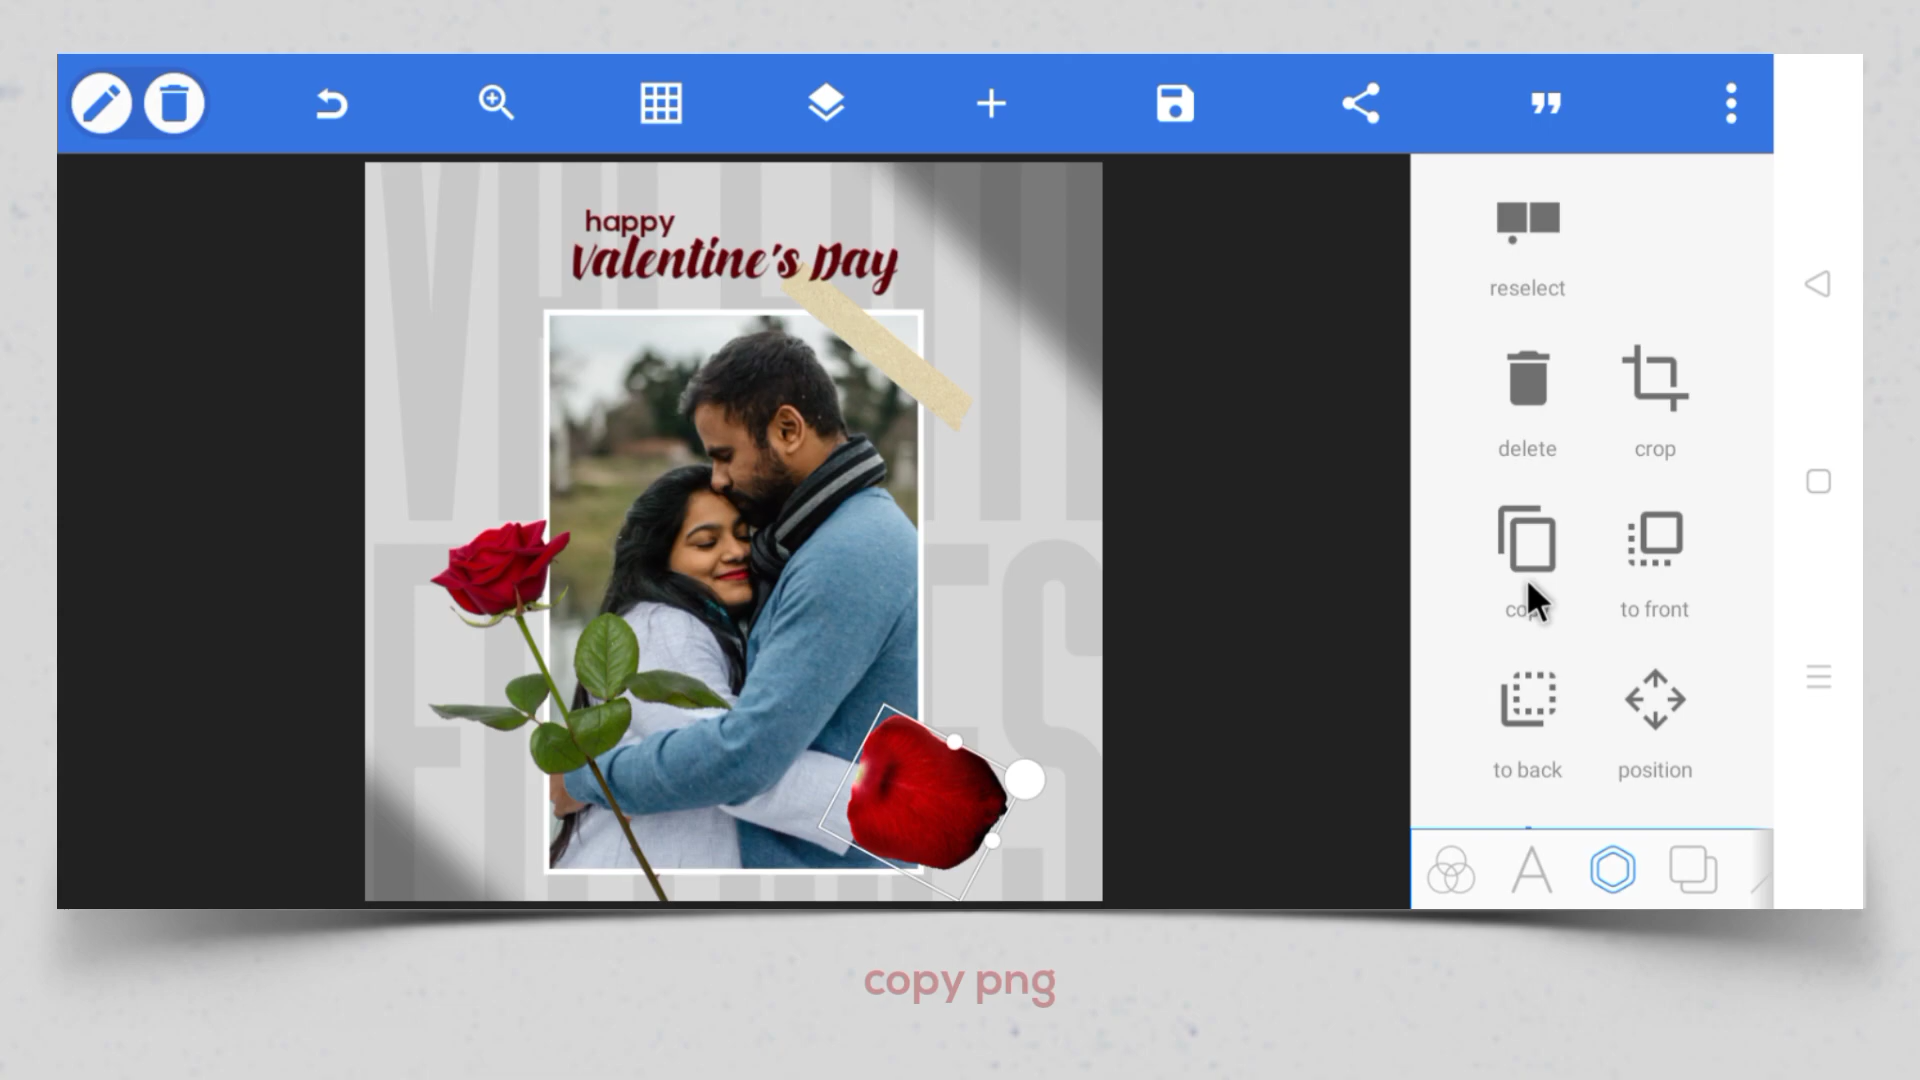 happy
Valentine's Day
reselect
delete
crop
to front
to back
position
copy png